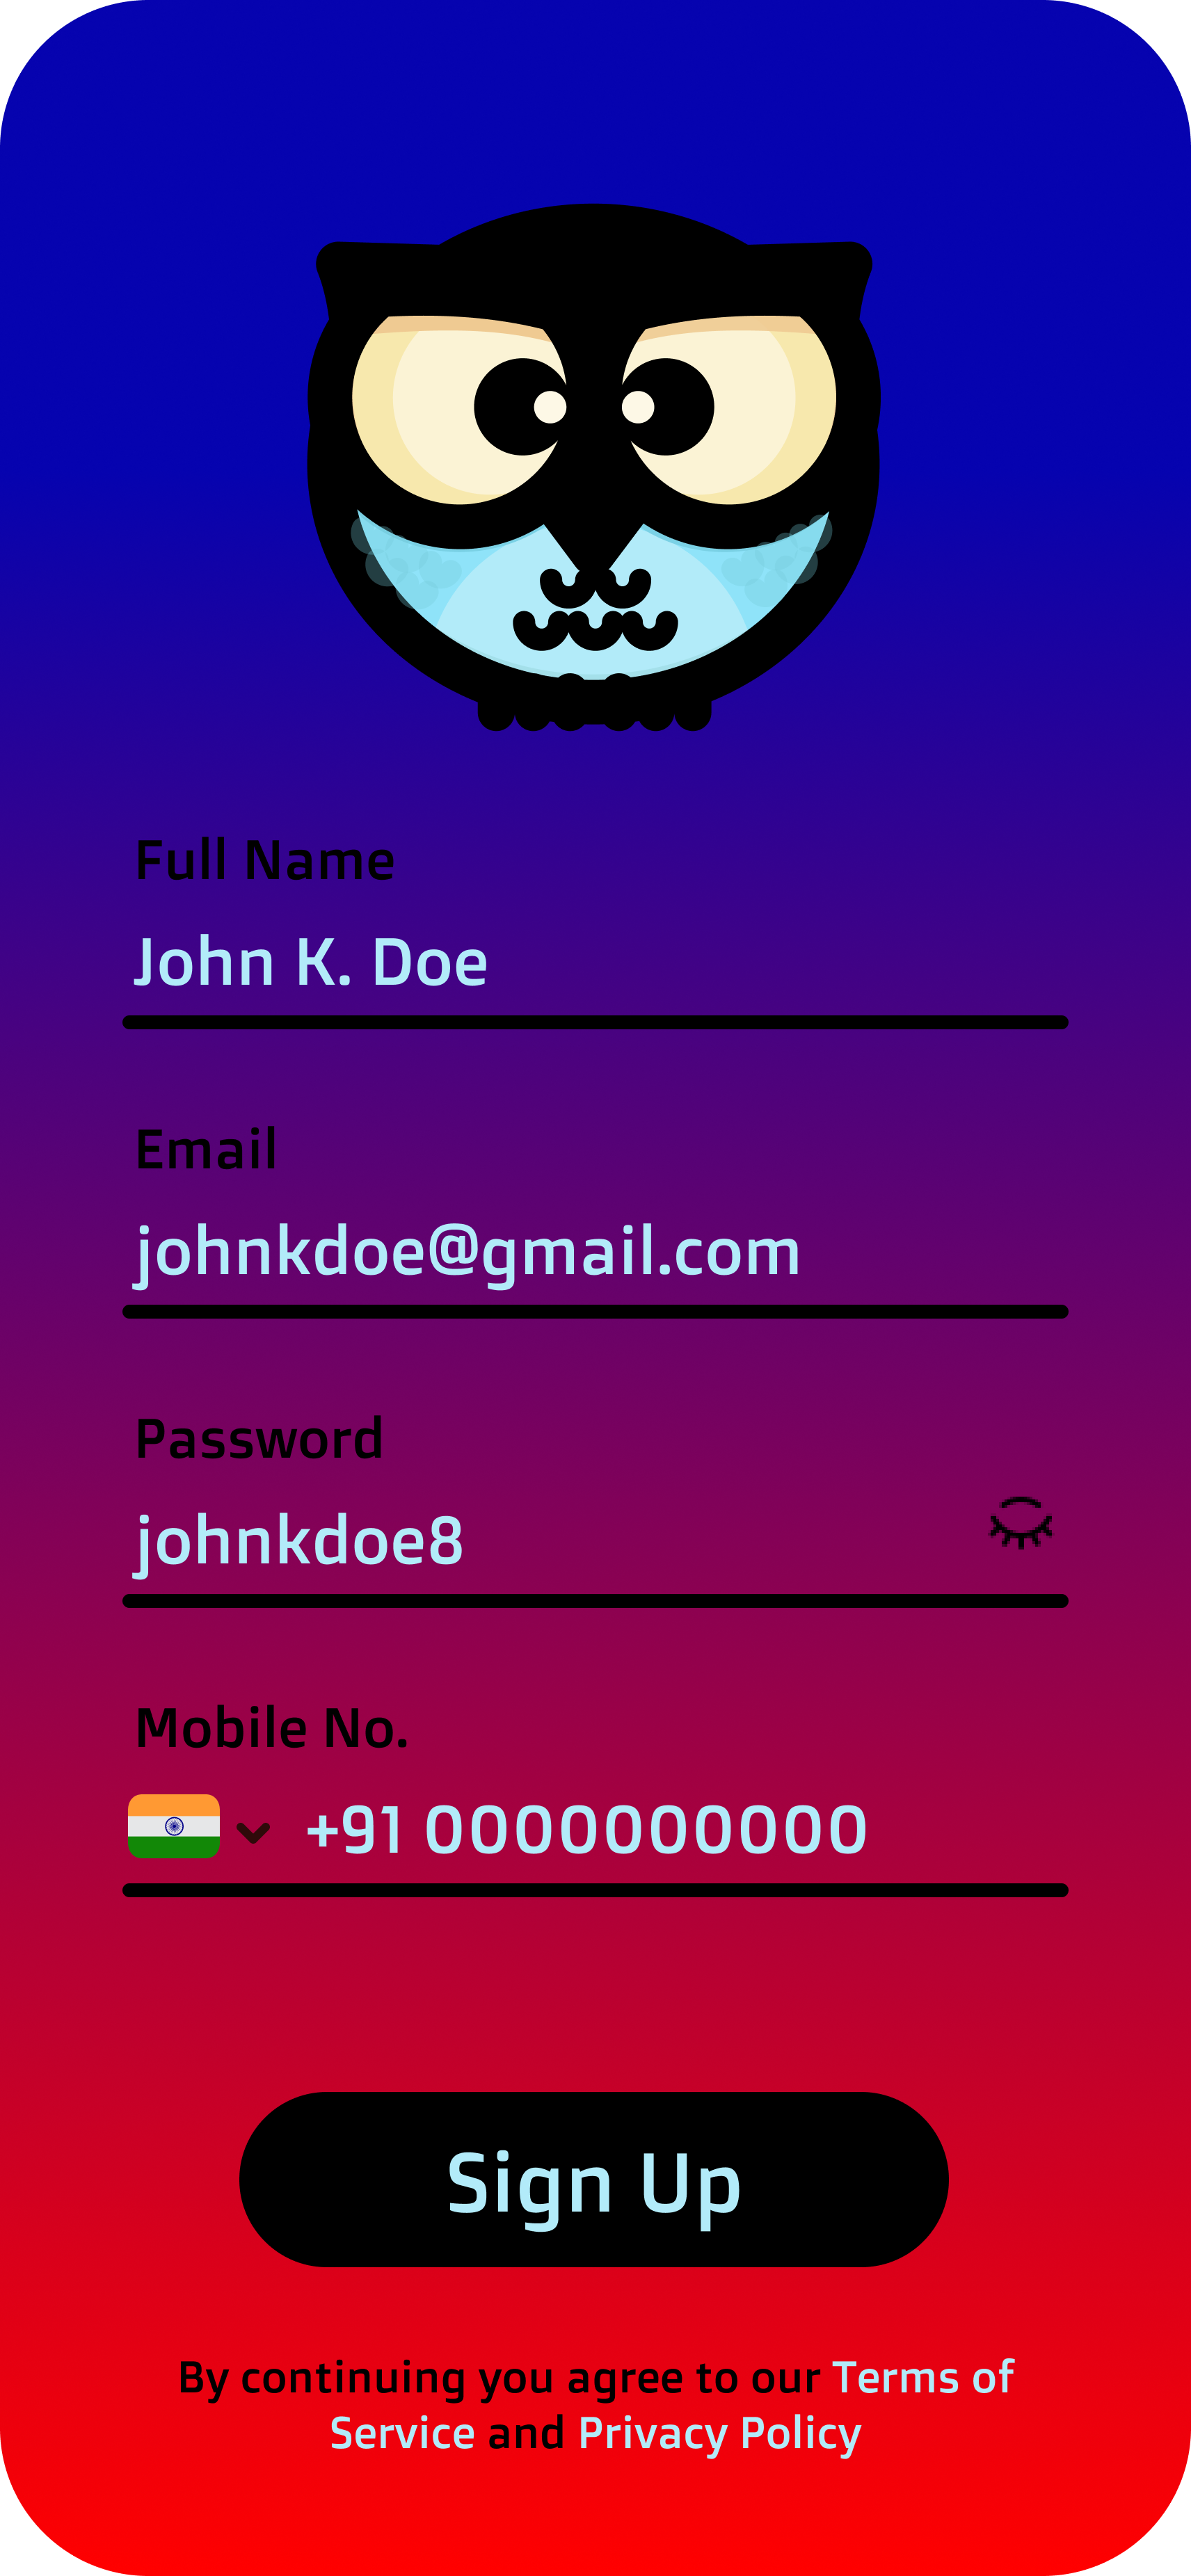 Full Name
John K. Doe
Email
johnkdoe@gmail.com
Password
johnkdoe8
Mobile No.
+91 0000000000
Sign Up
By continuing you agree to our Terms of
Service and Privacy Policy